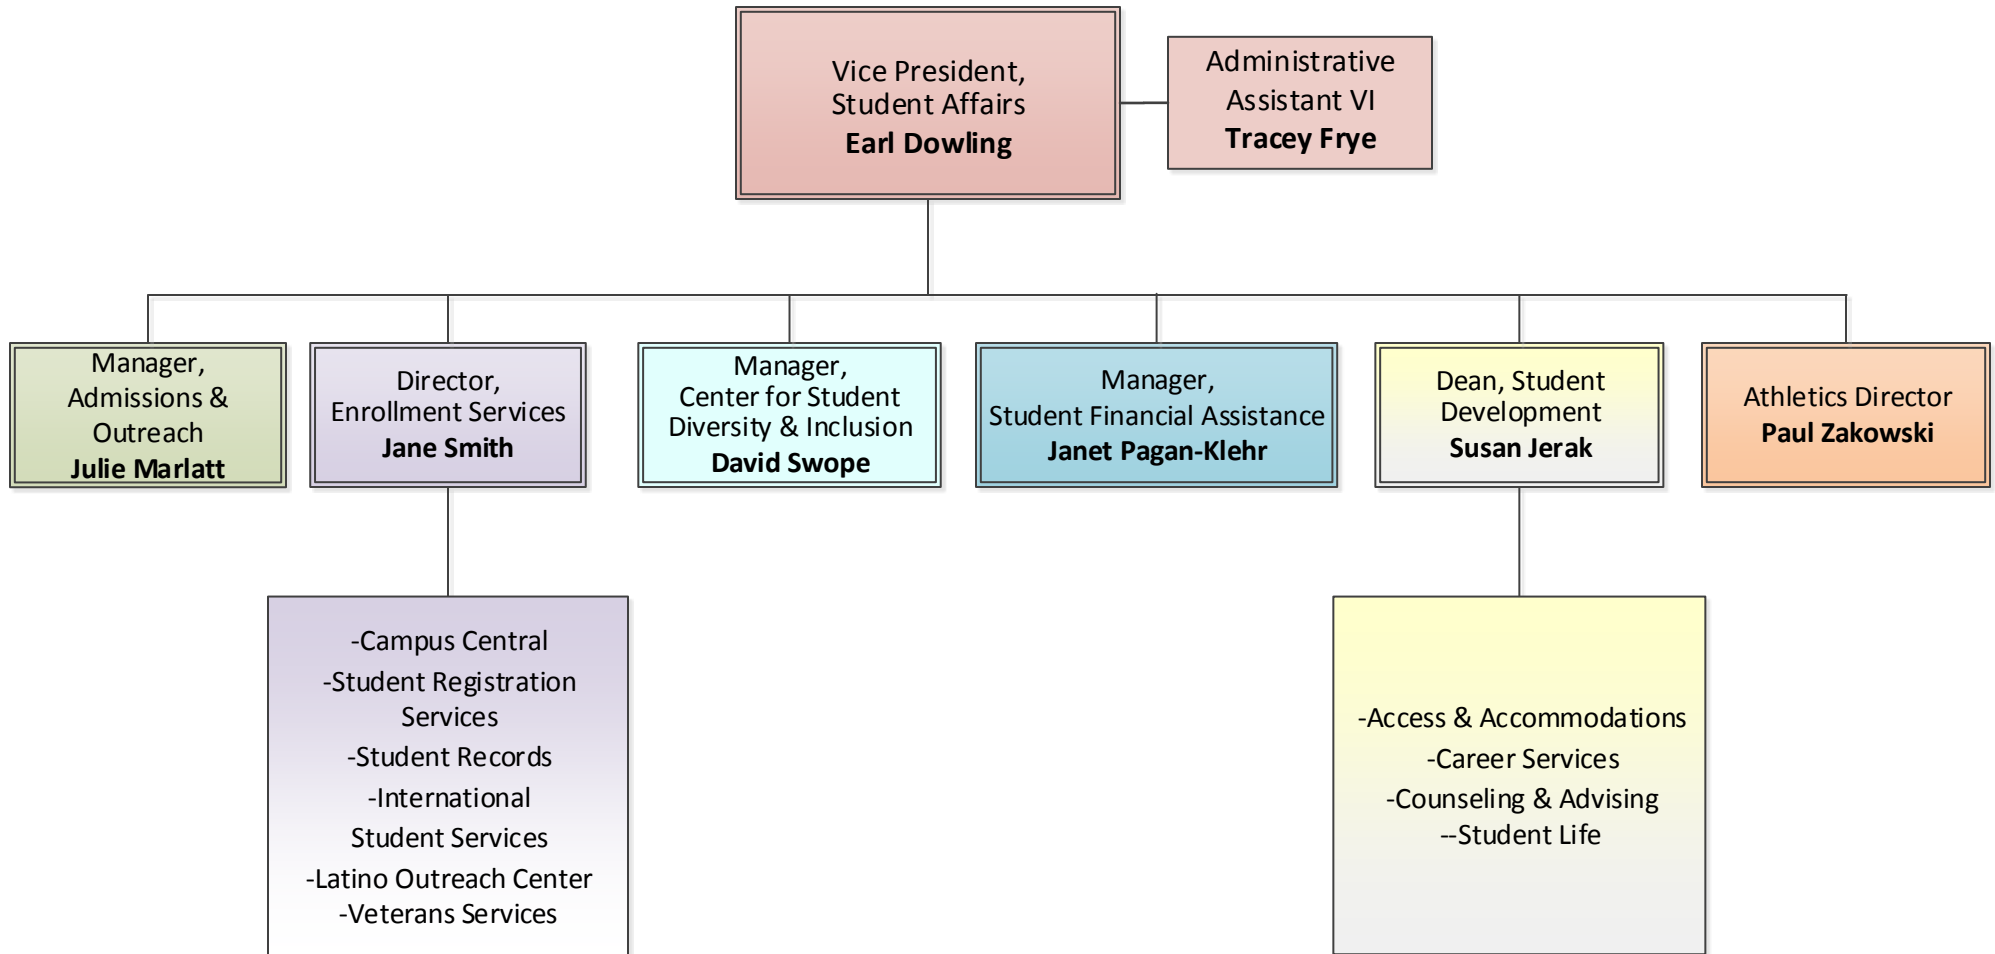 Vice President,
Student Affairs
Earl Dowling
Administrative
Assistant VI
Tracey Frye
Manager,
Admissions &
Outreach
Julie Marlatt
Director,
Enrollment Services
Jane Smith
Manager,
Center for Student
Diversity & Inclusion
David Swope
Manager,
Student Financial Assistance
Janet Pagan-Klehr
Dean, Student
Development
Susan Jerak
Athletics Director
Paul Zakowski
-Campus Central
-Student Registration
Services
-Student Records
-International
Student Services
-Latino Outreach Center
-Veterans Services
-Access & Accommodations
-Career Services
-Counseling & Advising
--Student Life